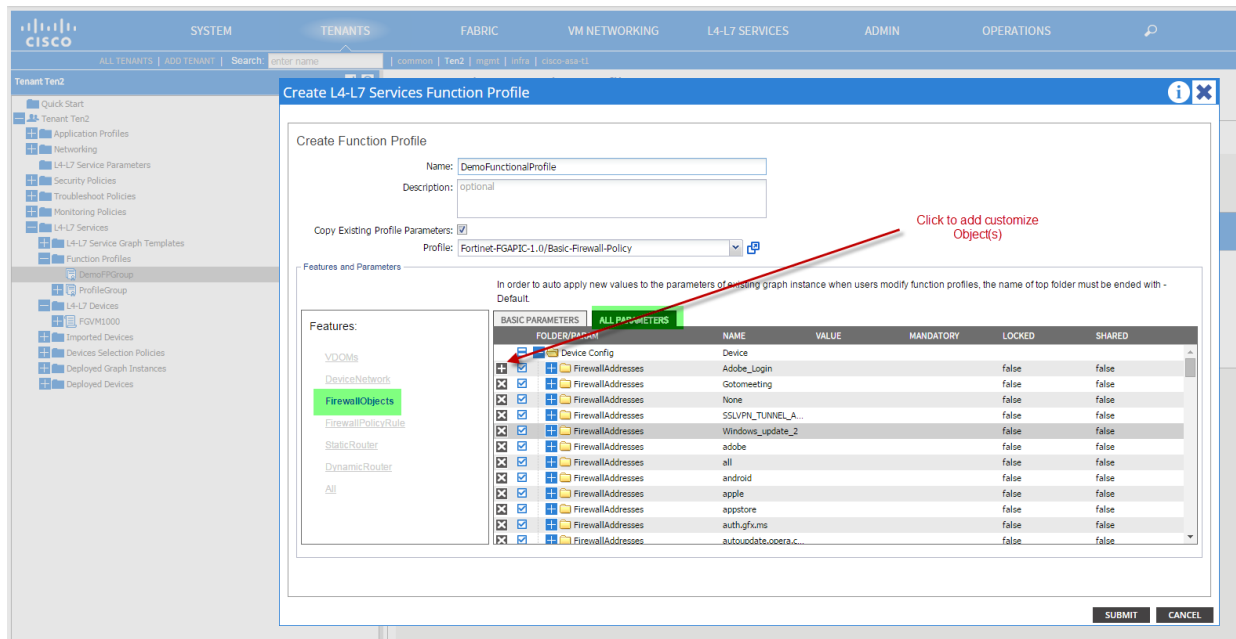 CISCO
SYSTEM TENANTS FABRIC VM NETWORKING L4-L7 SERVICES ADMIN OPERATIONS
ALL TENANTS | ADD TENANT | Search: enter name | common | Ten2 | mgmt | infra | cisco-asa-t1
Tenant Ten2
Quick Start
Tenant Ten2
Application Profiles
Networking
L4-L7 Service Parameters
Security Policies
Troubleshoot Policies
Monitoring Policies
L4-L7 Services
L4-L7 Service Graph Templates
Function Profiles
DemoFPGroup
ProfileGroup
L4-L7 Devices
FGVM1000
Imported Devices
Devices Selection Policies
Deployed Graph Instances
Deployed Devices
Create L4-L7 Services Function Profile
i
Create Function Profile
Name: DemoFunctionalProfile
Description: optional
Click to add customize
Object(s)
Copy Existing Profile Parameters:
Profile: Fortinet-FGAPIC-1.0/Basic-Firewall-Policy
Features and Parameters
In order to auto apply new values to the parameters of existing graph instance when users modify function profiles, the name of top folder must be ended with -
Default.
Features:
VDOMs
DeviceNetwork
FirewallObjects
FirewallPolicyRule
StaticRouter
DynamicRouter
All
BASIC PARAMETERS ALL PARAMETERS
FOLDER/PARAM NAME VALUE MANDATORY LOCKED SHARED
Device Config Device
FirewallAddresses Adobe_Login false false
FirewallAddresses Gotomeeting false false
FirewallAddresses None false false
FirewallAddresses SSLVPN_TUNNEL_A... false false
FirewallAddresses Windows_update_2 false false
FirewallAddresses adobe false false
FirewallAddresses all false false
FirewallAddresses android false false
FirewallAddresses apple false false
FirewallAddresses appstore false false
FirewallAddresses auth.gfx.ms false false
FirewallAddresses autoupdate.opera.c... false false
SUBMIT CANCEL